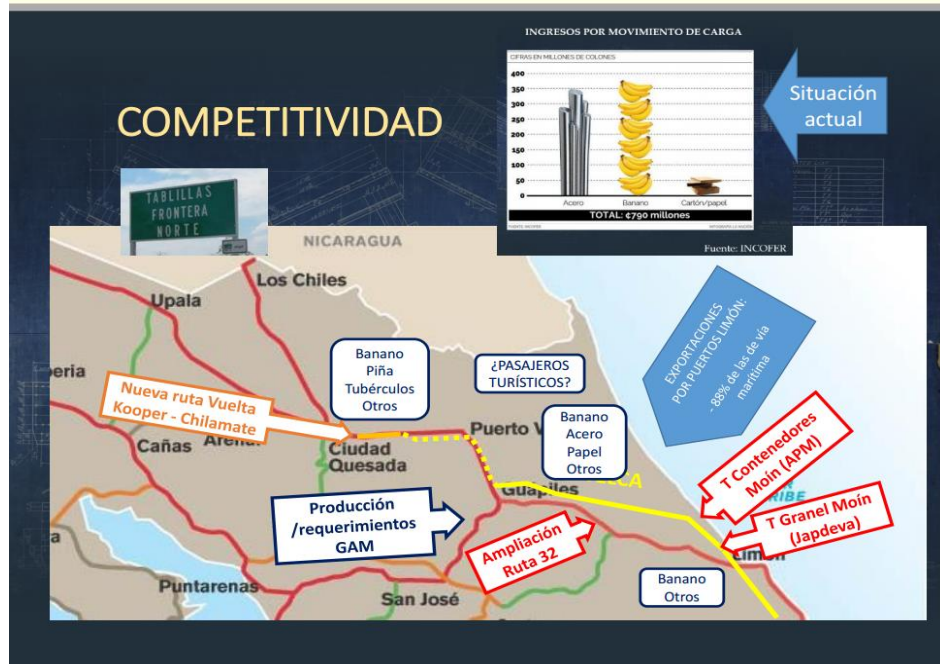 COMPETITIVIDAD
TABLILLAS
FRONTERA
NORTE
INGRESOS POR MOVIMIENTO DE CARGA
CIFRAS EN MILLONES DE COLONES
400
350
300
250
200
150
100
50
0
Acero
Banano
Cartón/papel
TOTAL: ¢790 millones
FUENTE: INCOFER
Fuente: INCOFER
Situación
actual
NICARAGUA
Los Chiles
Upala
Banano
Piña
Tubérculos
Otros
¿PASAJEROS
TURÍSTICOS?
EXPORTACIONES
POR PUERTOS LIMÓN:
- 88% de las de vía
marítima
Nueva ruta Vuelta
Kooper - Chilamate
Cañas
Ciudad
Quesada
Puerto V
Banano
Acero
Papel
Otros
Guapiles
T Contenedores
Moín (APM)
T Granel Moín
(Japdeva)
Producción
/requerimientos
GAM
Ampliación
Ruta 32
Limón
Banano
Otros
Puntarenas
San José